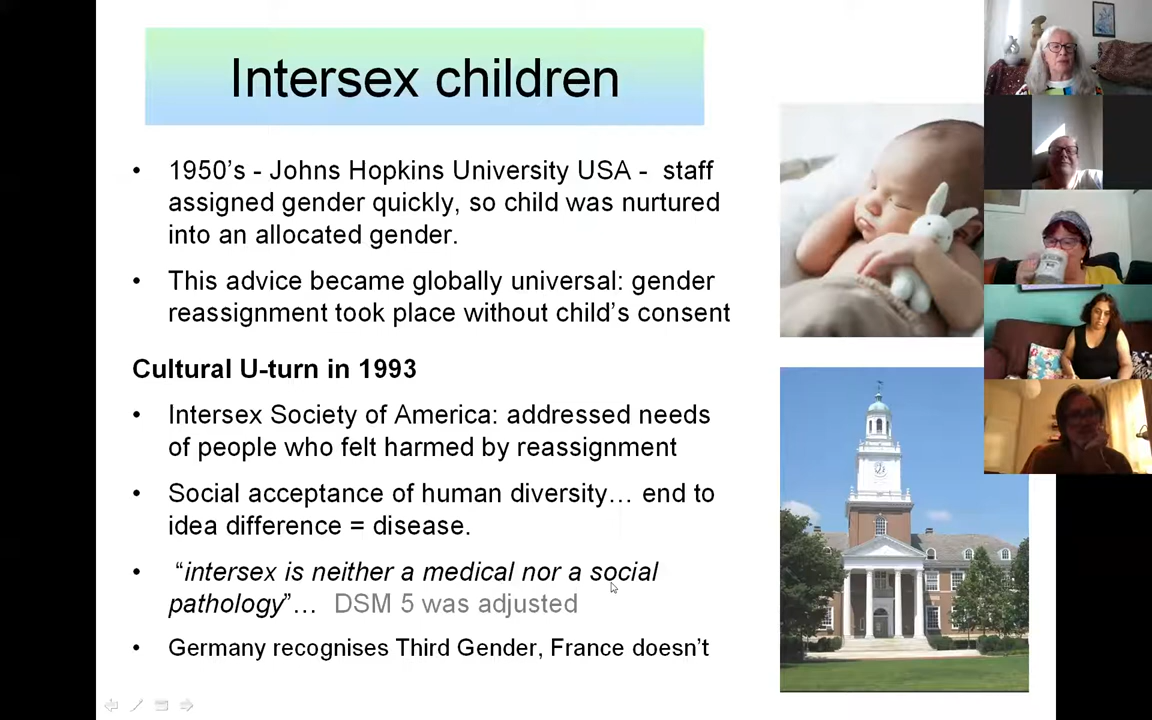 Intersex children
• 1950's - Johns Hopkins University USA - staff
assigned gender quickly, so child was nurtured
into an allocated gender.
• This advice became globally universal: gender
reassignment took place without child's consent
Cultural U-turn in 1993
• Intersex Society of America: addressed needs
of people who felt harmed by reassignment
• Social acceptance of human diversity… end to
idea difference = disease.
• “intersex is neither a medical nor a social
pathology”… DSM 5 was adjusted
• Germany recognises Third Gender, France doesn't